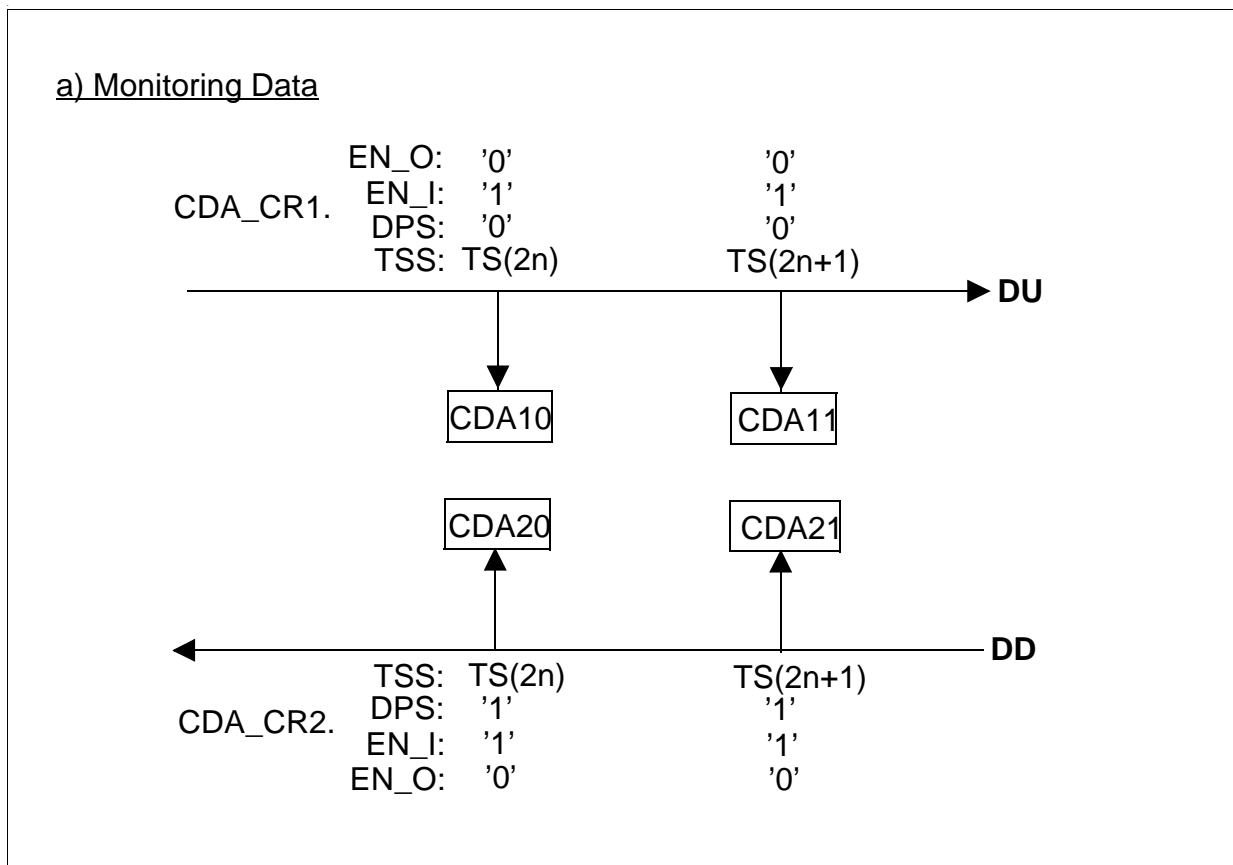 a) Monitoring Data
EN_O: ’0’ ’0’
CDA_CR1. EN_I: ’1’ ’1’
DPS: ’0’ ’0’
TSS: TS(2n) TS(2n+1)
DU
CDA10 CDA11
CDA20 CDA21
DD
TSS: TS(2n) TS(2n+1)
CDA_CR2. DPS: ’1’ ’1’
EN_I: ’1’ ’1’
EN_O: ’0’ ’0’